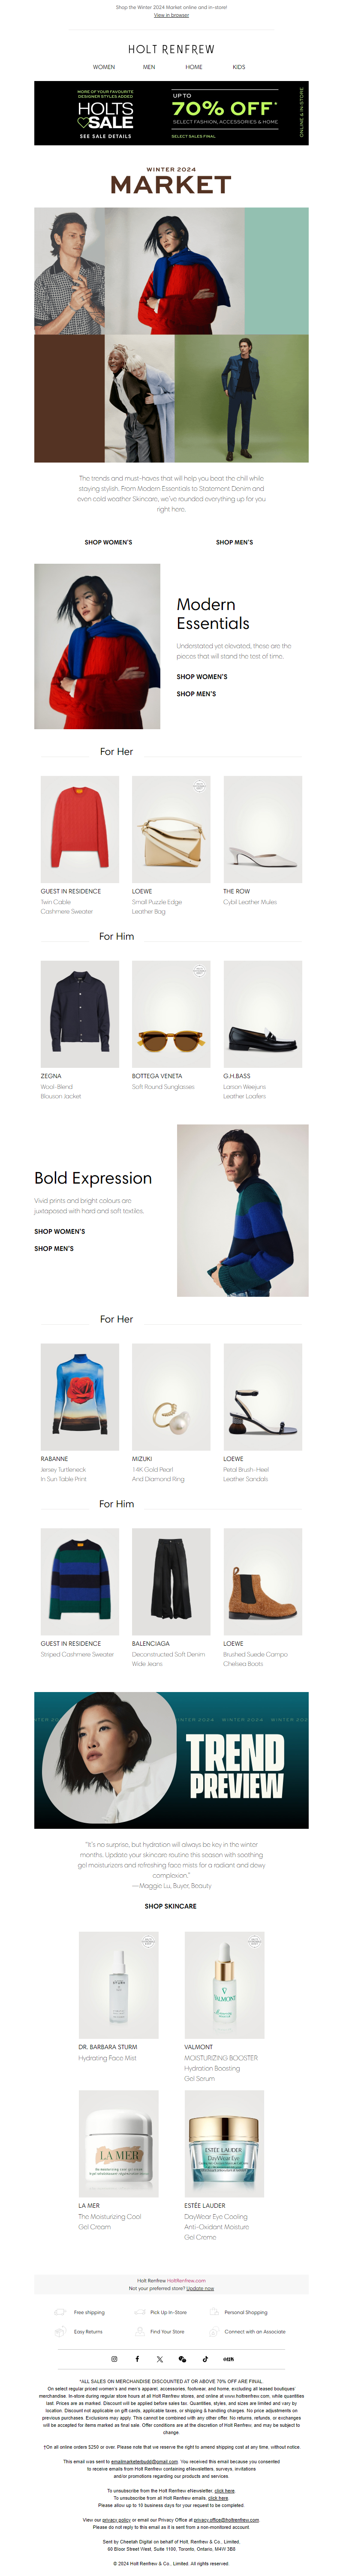 Shop the Winter 2024 Market online and in-store!
View in browser
HOLT RENFREW
WOMEN MEN HOME KIDS
MORE OF YOUR FAVOURITE
DESIGNER STYLES ADDED
HOLTS
SALE
SEE SALE DETAILS
UP TO
70% OFF*
SELECT FASHION, ACCESSORIES & HOME
SELECT SALES FINAL
ONLINE & IN-STORE
WINTER 2024
MARKET
The trends and must-haves that will help you beat the chill while
staying stylish. From Modern Essentials to Statement Denim and
even cold weather Skincare, we've rounded everything up for you
right here.
SHOP WOMEN'S SHOP MEN'S
Modern
Essentials
Understated yet elevated, these are the
pieces that will stand the test of time.
SHOP WOMEN'S
SHOP MEN'S
For Her
GUEST IN RESIDENCE
Twin Cable
Cashmere Sweater
LOEWE
Small Puzzle Edge
Leather Bag
THE ROW
Cybil Leather Mules
For Him
ZEGNA
Wool-Blend
Blouson Jacket
BOTTEGA VENETA
Soft Round Sunglasses
G.H.BASS
Larson Weejuns
Leather Loafers
Bold Expression
Vivid prints and bright colours are
juxtaposed with hard and soft textiles.
SHOP WOMEN'S
SHOP MEN'S
For Her
RABANNE
Jersey Turtleneck
In Sun Table Print
MIZUKI
14K Gold Pearl
And Diamond Ring
LOEWE
Petal Brush-Heel
Leather Sandals
For Him
GUEST IN RESIDENCE
Striped Cashmere Sweater
BALENCIAGA
Deconstructed Soft Denim
Wide Jeans
LOEWE
Brushed Suede Campo
Chelsea Boots
WINTER 2024 WINTER 2024
TREND
PREVIEW
"It's no surprise, but hydration will always be key in the winter
months. Update your skincare routine this season with soothing
gel moisturizers and refreshing face mists for a radiant and dewy
complexion."
—Maggie Lu, Buyer, Beauty
SHOP SKINCARE
VALMONT
DR. BARBARA STURM
Hydrating Face Mist
VALMONT
MOISTURIZING BOOSTER
Hydration Boosting
Gel Serum
LA MER
ESTĒE LAUDER
DayWear Eye
LA MER
The Moisturizing Cool
Gel Cream
ESTÉE LAUDER
DayWear Eye Cooling
Anti-Oxidant Moisture
Gel Creme
Holt Renfrew HoltRenfrew.com
Not your preferred store? Update now
Free shipping Pick Up In-Store Personal Shopping
Easy Returns Find Your Store Connect with an Associate
*ALL SALES ON MERCHANDISE DISCOUNTED AT OR ABOVE 70% OFF ARE FINAL.
On select regular priced women's and men's apparel, accessories, footwear, and home, excluding all leased boutiques'
merchandise. In-store during regular store hours at all Holt Renfrew stores, and online at www.holtrenfrew.com, while quantities
last. Prices are as marked. Discount will be applied before sales tax. Quantities, styles, and sizes are limited and vary by
location. Discount not applicable on gift cards, applicable taxes, or shipping & handling charges. No price adjustments on
previous purchases. Exclusions may apply. This cannot be combined with any other offer. No returns, refunds, or exchanges
will be accepted for items marked as final sale. Offer conditions are at the discretion of Holt Renfrew, and may be subject to
change.
†On all online orders $250 or over. Please note that we reserve the right to amend shipping cost at any time, without notice.
This email was sent to emailmarketerbudd@gmail.com. You received this email because you consented
to receive emails from Holt Renfrew containing eNewsletters, surveys, invitations
and/or promotions regarding our products and services.
To unsubscribe from the Holt Renfrew eNewsletter, click here.
To unsubscribe from all Holt Renfrew emails, click here.
Please allow up to 10 business days for your request to be completed.
View our privacy policy or email our Privacy Office at privacy.office@holtrenfrew.com.
Please do not reply to this email as it is sent from a non-monitored account.
Sent by Cheetah Digital on behalf of Holt, Renfrew & Co., Limited,
60 Bloor Street West, Suite 1100, Toronto, Ontario, M4W 3B8
© 2024 Holt Renfrew & Co., Limited. All rights reserved